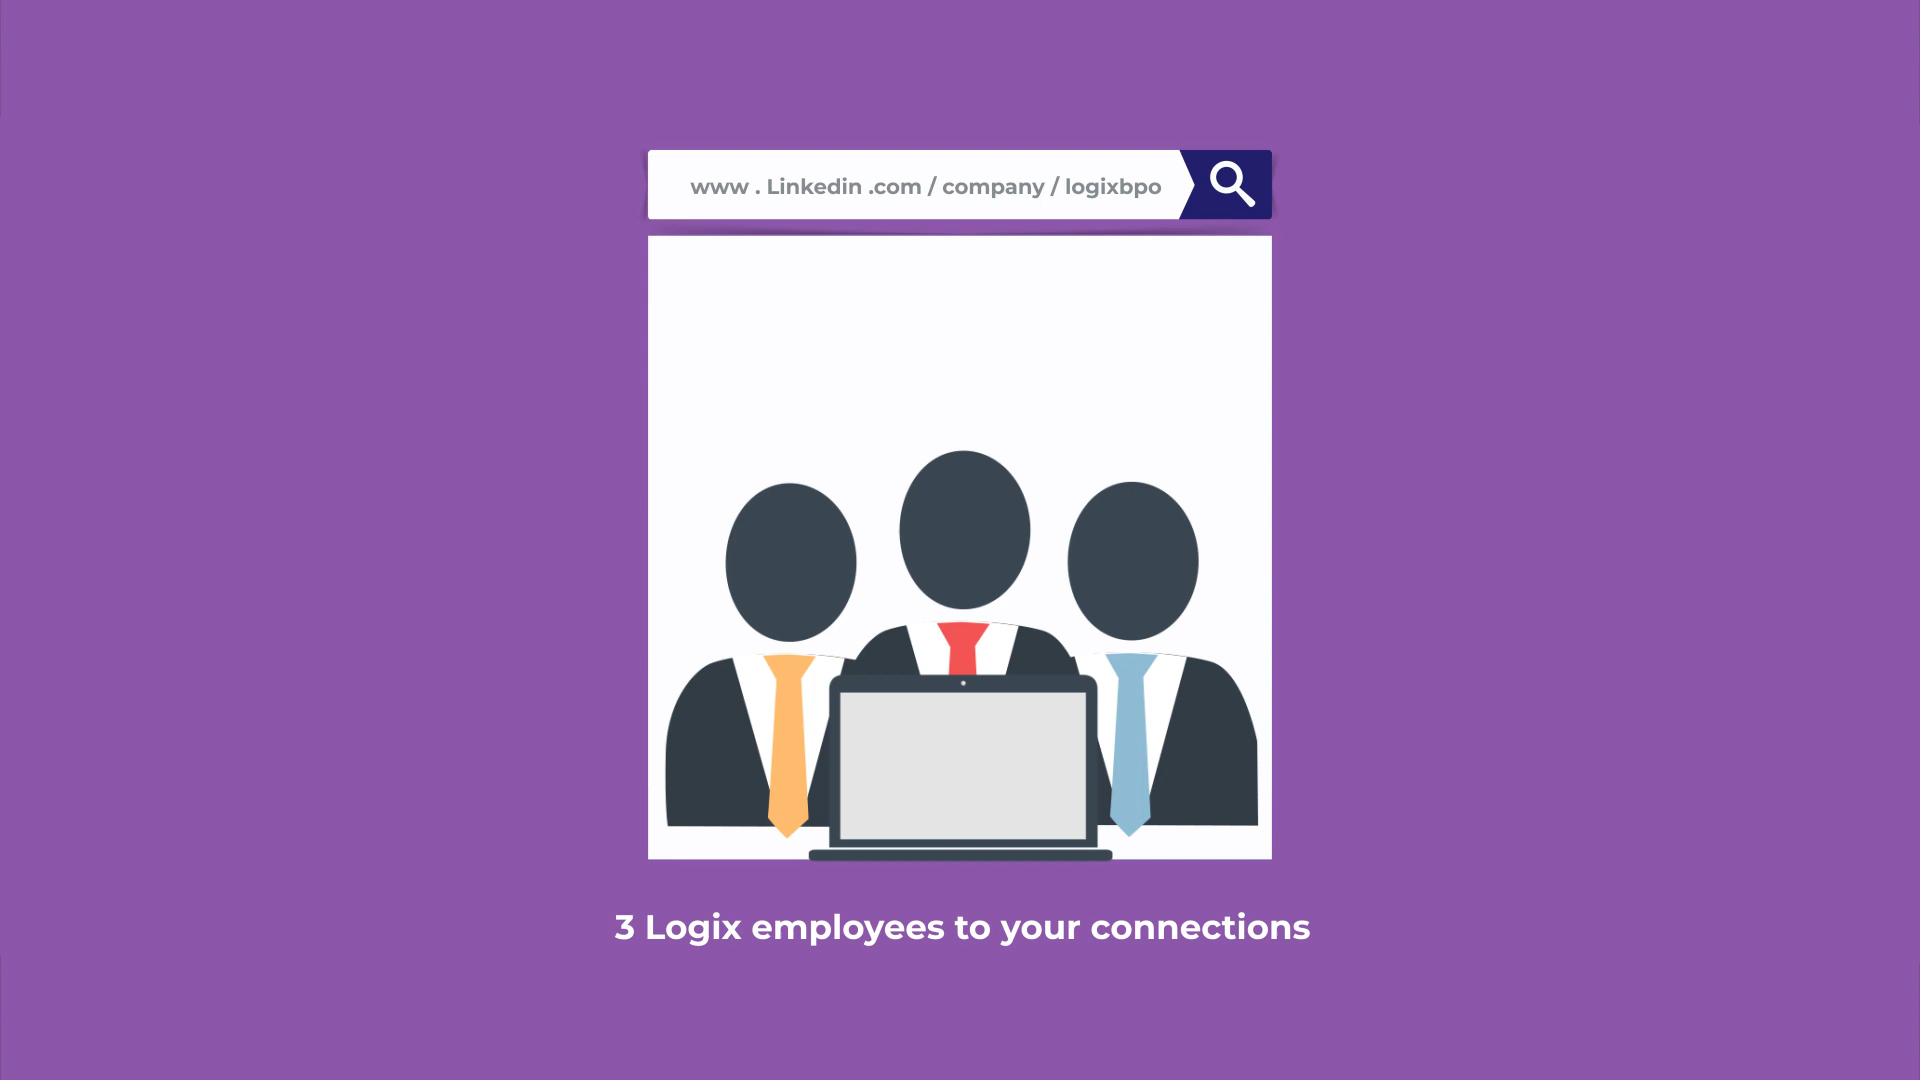 www . Linkedin .com / company / logixbpo
3 Logix employees to your connections